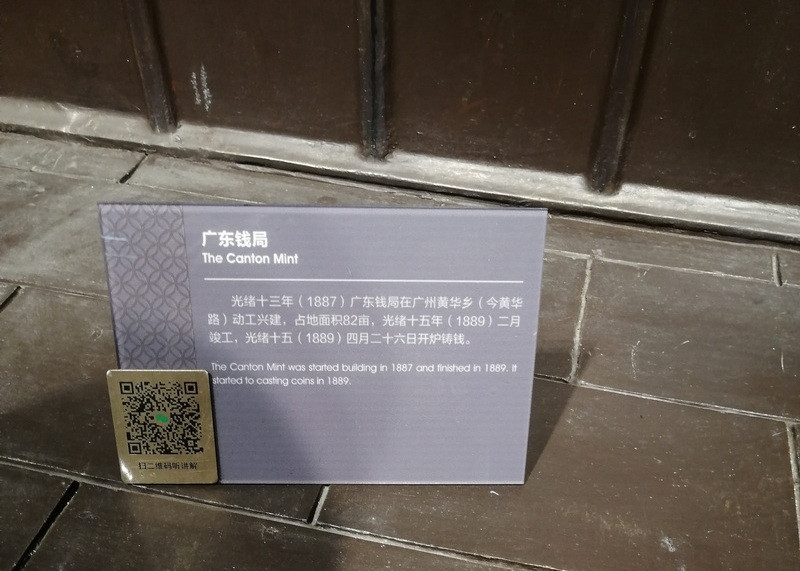 广东钱局
The Canton Mint
光绪十三年（1887）广东钱局在广州黄华乡（今黄华
路）动工兴建，占地面积82亩，光绪十五年（1889）二月
竣工，光绪十五（1889）四月二十六日开炉铸钱。
The Canton Mint was started building in 1887 and finished in 1889. It
started to casting coins in 1889.
扫二维码听讲解